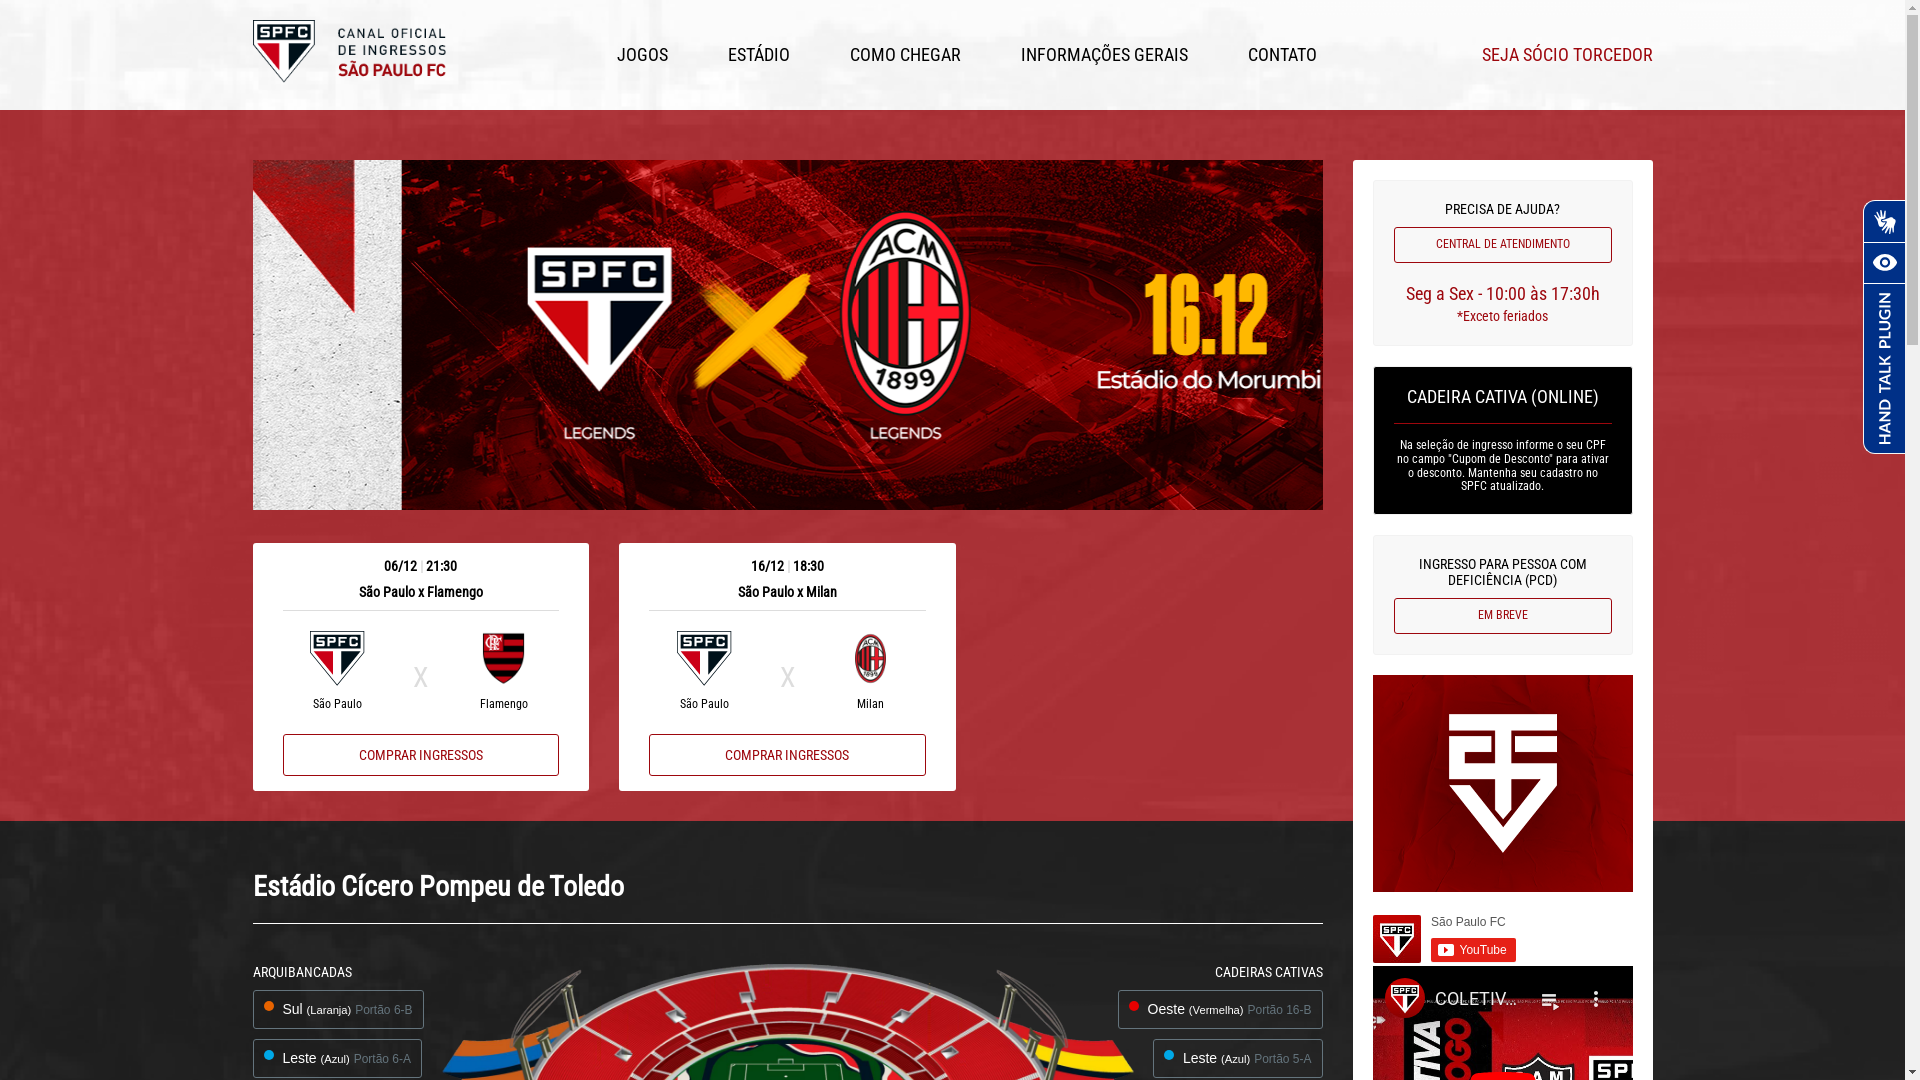 SPFC
CANAL OFICIAL
DE INGRESSOS
SÃO PAULO FC
JOGOS
ESTÁDIO
COMO CHEGAR
INFORMAÇÕES GERAIS
CONTATO
SEJA SÓCIO TORCEDOR
SPFC
LEGENDS
ACM
1899
LEGENDS
16.12
Estádio do Morumbi
06/12 | 21:30
São Paulo x Flamengo
SPFC
São Paulo
X
Flamengo
COMPRAR INGRESSOS
16/12 | 18:30
São Paulo x Milan
SPFC
São Paulo
X
Milan
COMPRAR INGRESSOS
PRECISA DE AJUDA?
CENTRAL DE ATENDIMENTO
Seg a Sex - 10:00 às 17:30h
*Exceto feriados
CADEIRA CATIVA (ONLINE)
Na seleção de ingresso informe o seu CPF
no campo "Cupom de Desconto" para ativar
o desconto. Mantenha seu cadastro no
SPFC atualizado.
INGRESSO PARA PESSOA COM
DEFICIÊNCIA (PCD)
EM BREVE
SPFC
São Paulo FC
YouTube
SPFC
COLETIV...
HAND TALK PLUGIN
Estádio Cícero Pompeu de Toledo
ARQUIBANCADAS
Sul (Laranja) Portão 6-B
Leste (Azul) Portão 6-A
CADEIRAS CATIVAS
Oeste (Vermelha) Portão 16-B
Leste (Azul) Portão 5-A